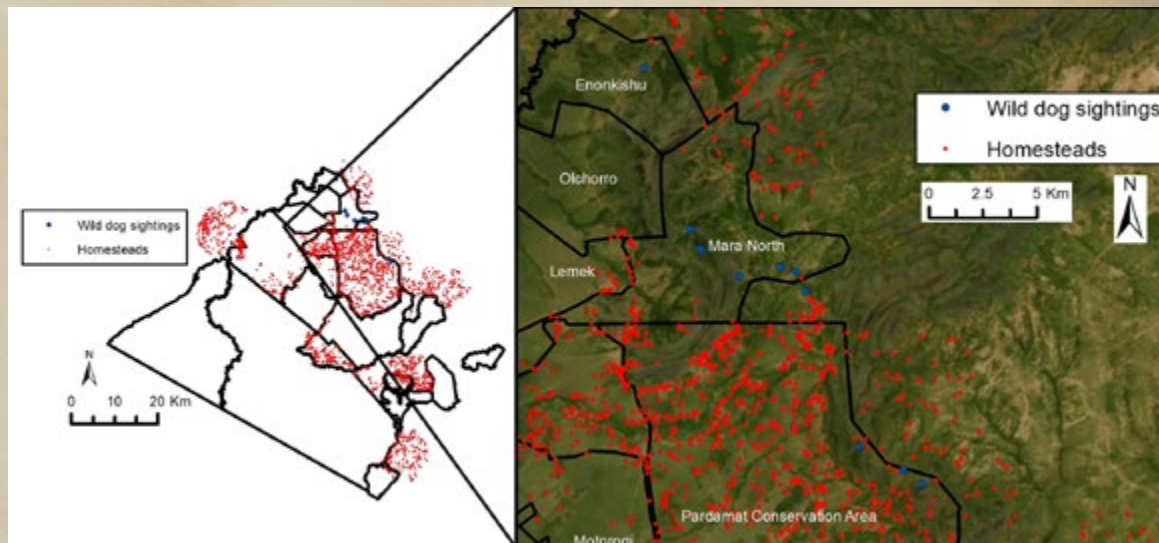 Wild dog sightings
Homesteads
N
0 10 20 Km
Enonkishu
Olchorro
Lemek
Mara North
Pardamat Conservation Area
Motorogi
Wild dog sightings
Homesteads
0 2.5 5 Km
N